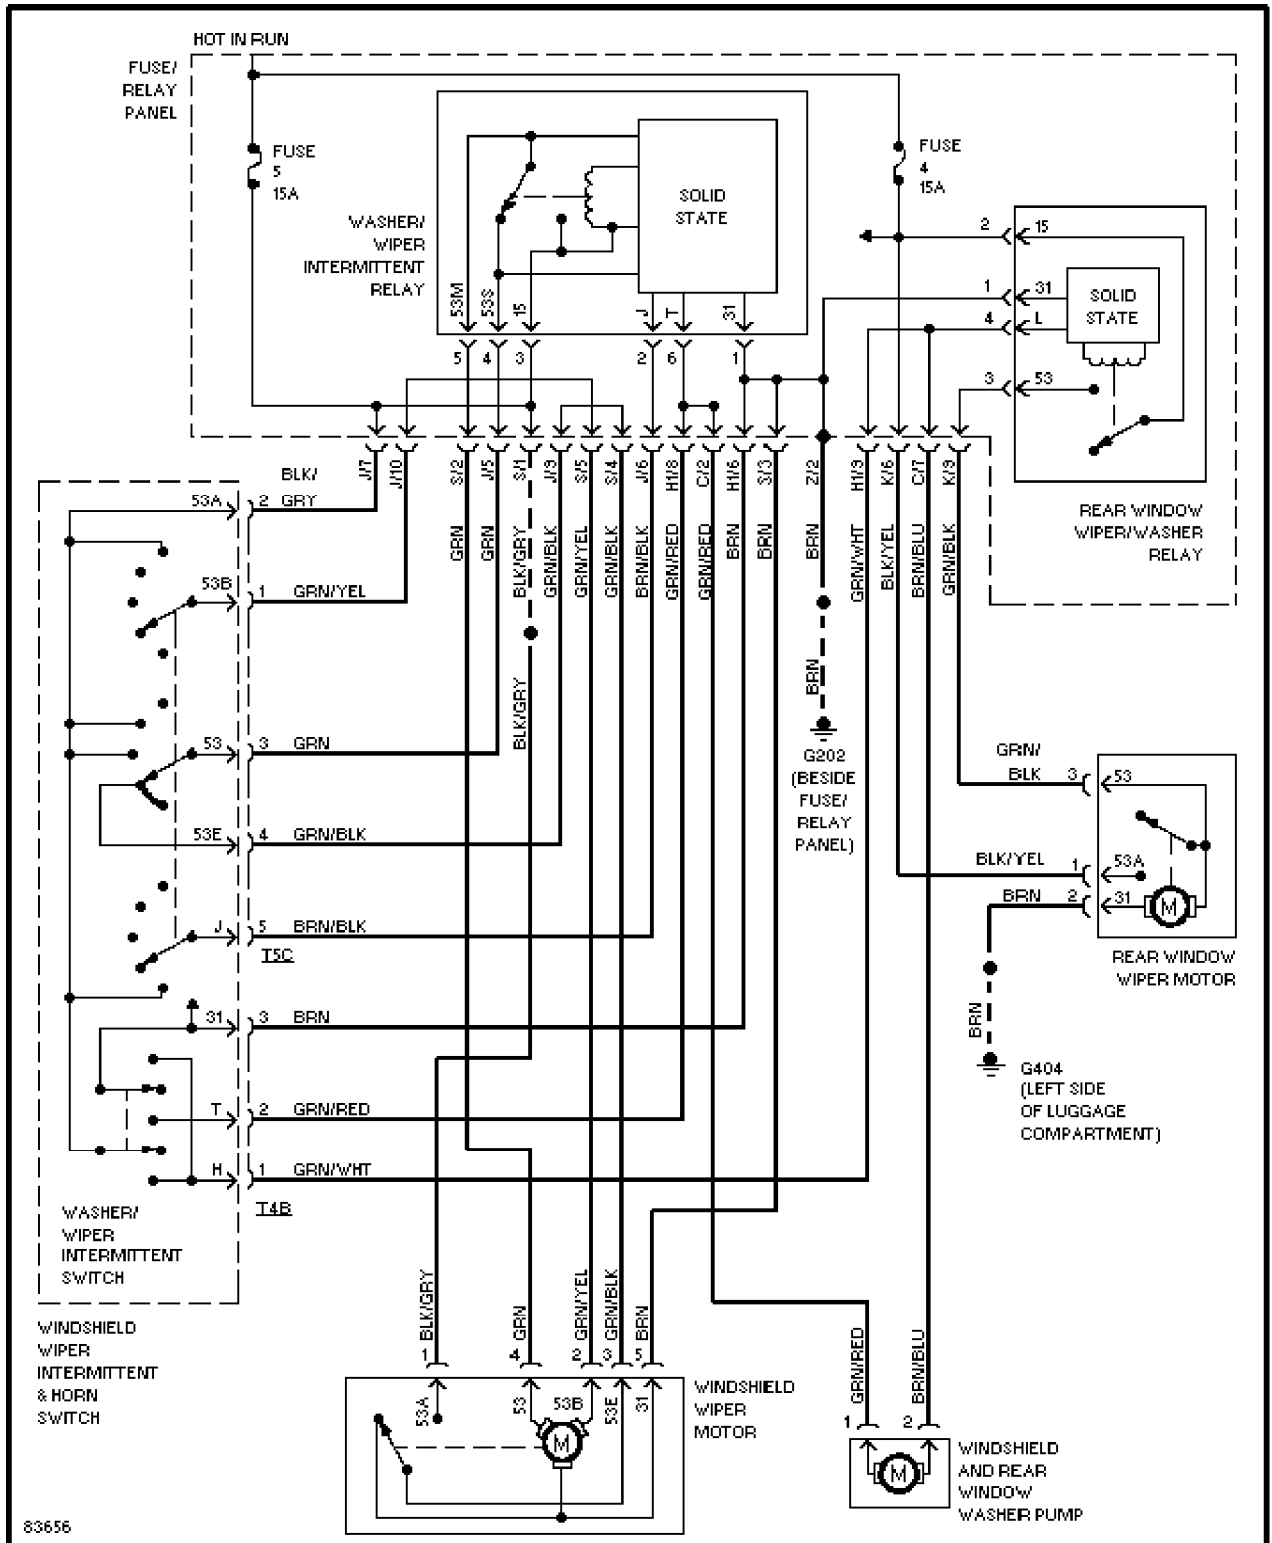 HOT IN RUN
FUSE/
RELAY
PANEL
FUSE
5
15A
WASHER/
WIPER
INTERMITTENT
RELAY
SOLID
STATE
53M
53S
15
J
T
31
5
4
3
2
6
1
FUSE
4
15A
2
15
1
31
4
L
3
53
SOLID
STATE
REAR WINDOW
WIPER/WASHER
RELAY
J/7
J/10
S/2
J/5
S/1
J/9
S/5
S/4
J/6
H1/8
C/2
H1/6
S/3
Z/2
H1/9
K/6
C/7
K/9
GRN
GRN
BLK/GRY
GRN/BLK
GRN/YEL
GRN/BLK
BRN/BLK
GRN/RED
GRN/RED
BRN
BRN
BRN
GRN/WHT
BLK/YEL
BRN/BLU
GRN/BLK
BLK/GRY
BRN
G202
(BESIDE
FUSE/
RELAY
PANEL)
BLK/
53A
2
GRY
53B
1
GRN/YEL
53
3
GRN
53E
4
GRN/BLK
J
5
BRN/BLK
T5C
31
3
BRN
T
2
GRN/RED
H
1
GRN/WHT
T4B
WASHER/
WIPER
INTERMITTENT
SWITCH
WINDSHIELD
WIPER
INTERMITTENT
& HORN
SWITCH
GRN/
BLK
3
53
BLK/YEL
1
53A
BRN
2
31
M
REAR WINDOW
WIPER MOTOR
BRN
G404
(LEFT SIDE
OF LUGGAGE
COMPARTMENT)
BLK/GRY
GRN
GRN/YEL
GRN/BLK
BRN
1
4
2
3
5
53A
53
53B
53E
31
M
WINDSHIELD
WIPER
MOTOR
GRN/RED
BRN/BLU
1
2
M
WINDSHIELD
AND REAR
WINDOW
WASHER PUMP
83656